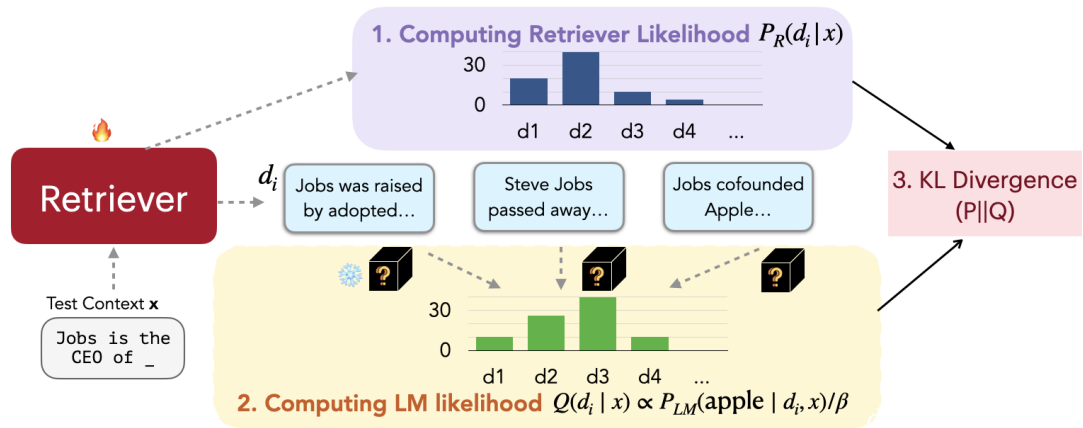 1. Computing Retriever Likelihood P_R(d_i|x)
30
0
d1 d2 d3 d4 ...
Retriever
d_i
Jobs was raised
by adopted...
Steve Jobs
passed away...
Jobs cofounded
Apple...
3. KL Divergence
(P||Q)
? ? ?
Test Context x
Jobs is the
CEO of _
30
0
d1 d2 d3 d4 ...
2. Computing LM likelihood Q(d_i | x) ∝ P_LM(apple | d_i, x)/β